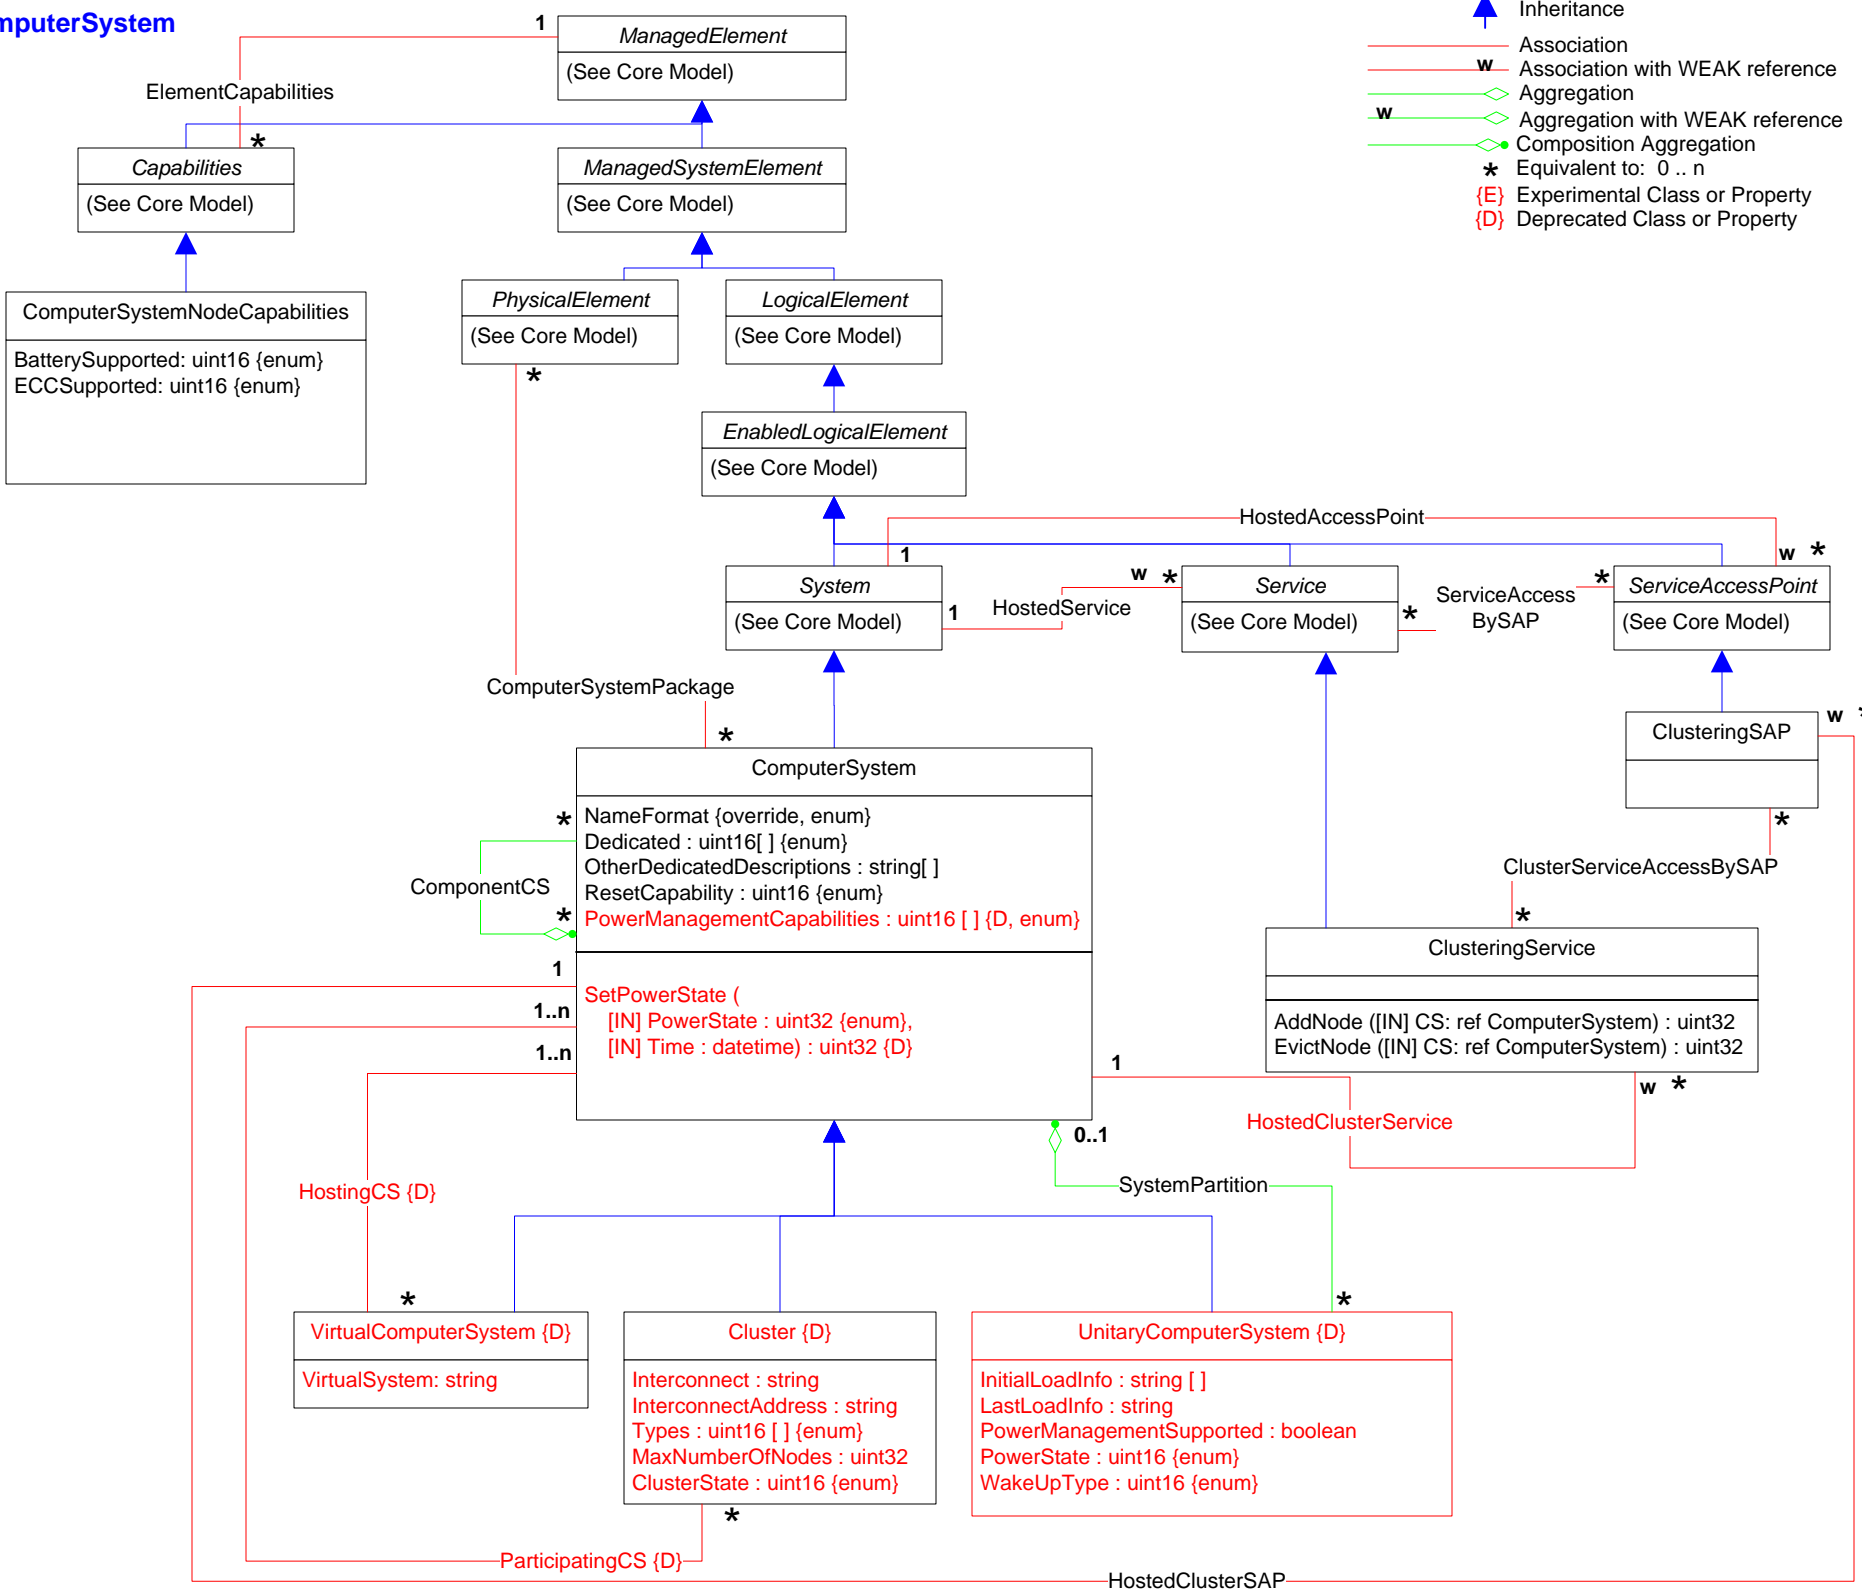 mputerSystem
Inheritance
Association
w
Association with WEAK reference
Aggregation
w
Aggregation with WEAK reference
Composition Aggregation
* Equivalent to: 0 .. n
{E} Experimental Class or Property
{D} Deprecated Class or Property
1
ManagedElement
(See Core Model)
ElementCapabilities
*
Capabilities
(See Core Model)
ManagedSystemElement
(See Core Model)
ComputerSystemNodeCapabilities
BatterySupported: uint16 {enum}
ECCSupported: uint16 {enum}
PhysicalElement
(See Core Model)
*
LogicalElement
(See Core Model)
EnabledLogicalElement
(See Core Model)
HostedAccessPoint
1
w *
System
(See Core Model)
1
HostedService
w *
Service
(See Core Model)
*
ServiceAccess
BySAP
*
ServiceAccessPoint
(See Core Model)
ComputerSystemPackage
*
ClusteringSAP
w *
*
ClusterServiceAccessBySAP
*
ComputerSystem
NameFormat {override, enum}
Dedicated : uint16[ ] {enum}
OtherDedicatedDescriptions : string[ ]
ResetCapability : uint16 {enum}
PowerManagementCapabilities : uint16 [ ] {D, enum}
*
ComponentCS
*
1
1..n
1..n
SetPowerState (
[IN] PowerState : uint32 {enum},
[IN] Time : datetime) : uint32 {D}
ClusteringService
AddNode ([IN] CS: ref ComputerSystem) : uint32
EvictNode ([IN] CS: ref ComputerSystem) : uint32
1
w *
HostedClusterService
0..1
SystemPartition
*
HostingCS {D}
*
VirtualComputerSystem {D}
VirtualSystem: string
Cluster {D}
Interconnect : string
InterconnectAddress : string
Types : uint16 [ ] {enum}
MaxNumberOfNodes : uint32
ClusterState : uint16 {enum}
*
UnitaryComputerSystem {D}
InitialLoadInfo : string [ ]
LastLoadInfo : string
PowerManagementSupported : boolean
PowerState : uint16 {enum}
WakeUpType : uint16 {enum}
ParticipatingCS {D}
HostedClusterSAP